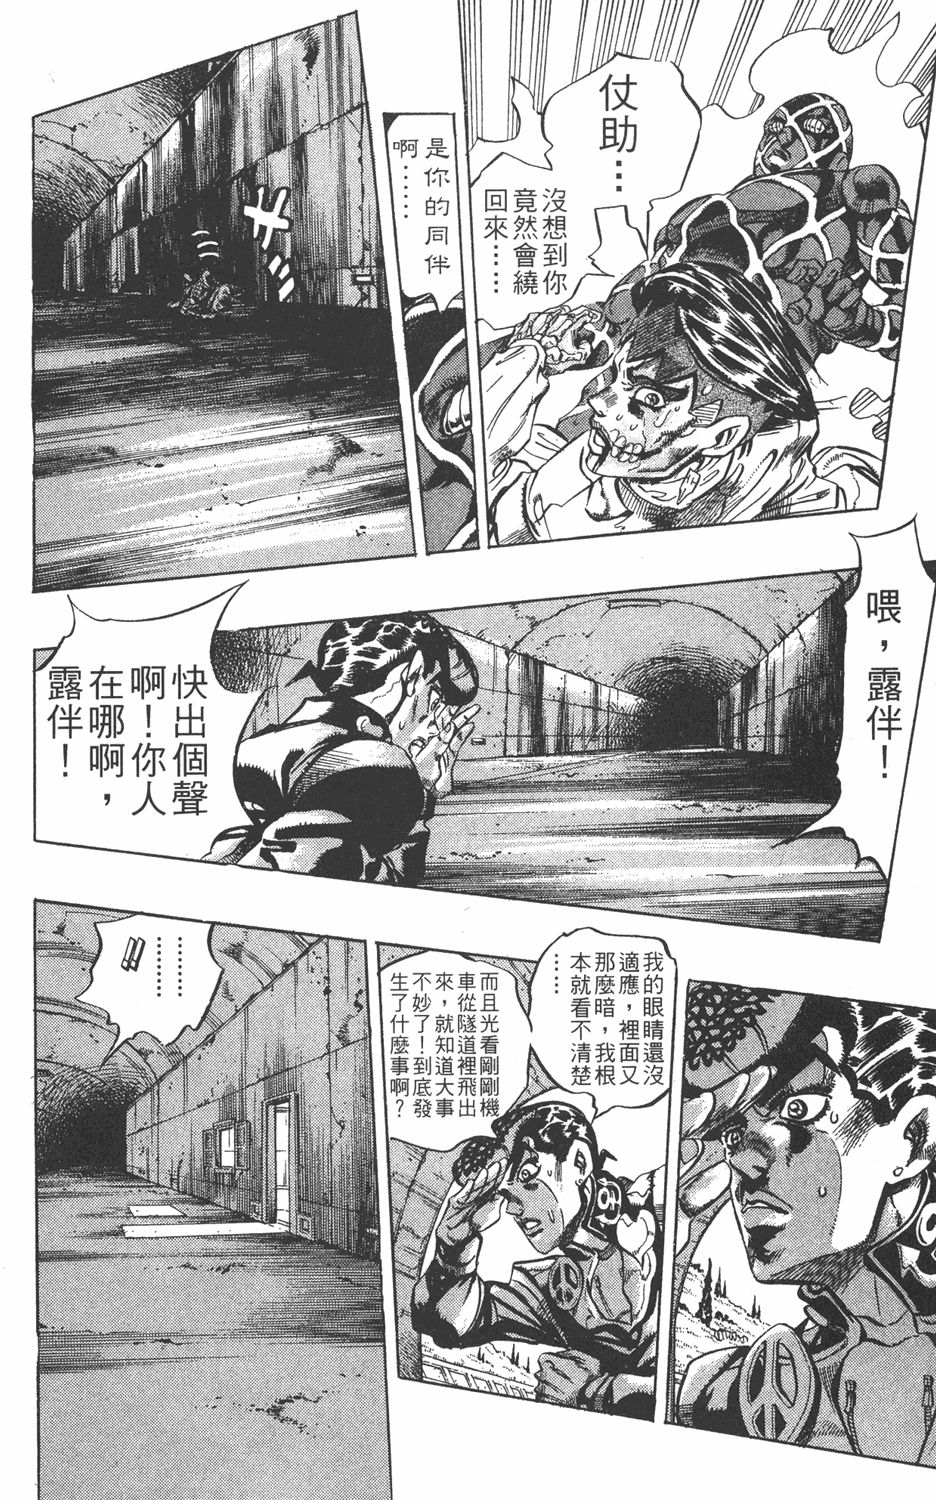 仗助…
沒想到你
竟然會繞
回來……
是你的同伴
啊……
喂，露伴！
快出個聲
啊！你人
在哪啊，
露伴！
我的眼睛還沒
適應，裡面又
那麼暗，我根
本就看不清楚
……
而且光看剛剛機
車從隧道裡飛出
來，就知道大事
不妙了！到底發
生了什麼事啊？
……
……
!!